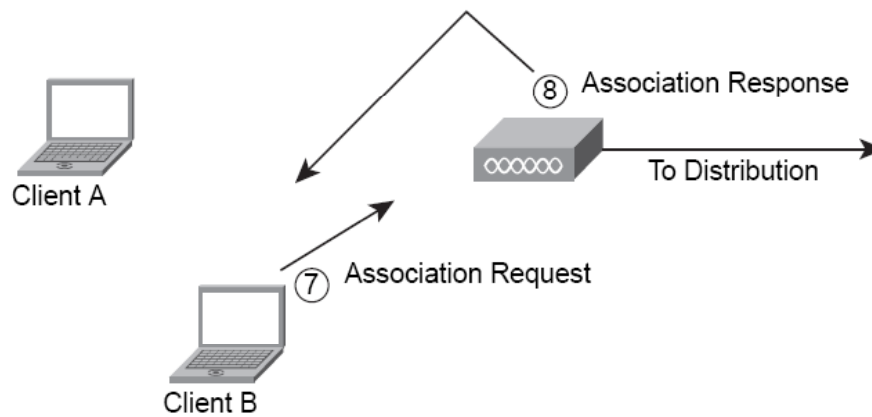 ⑧ Association Response
Client A
To Distribution
⑦ Association Request
Client B